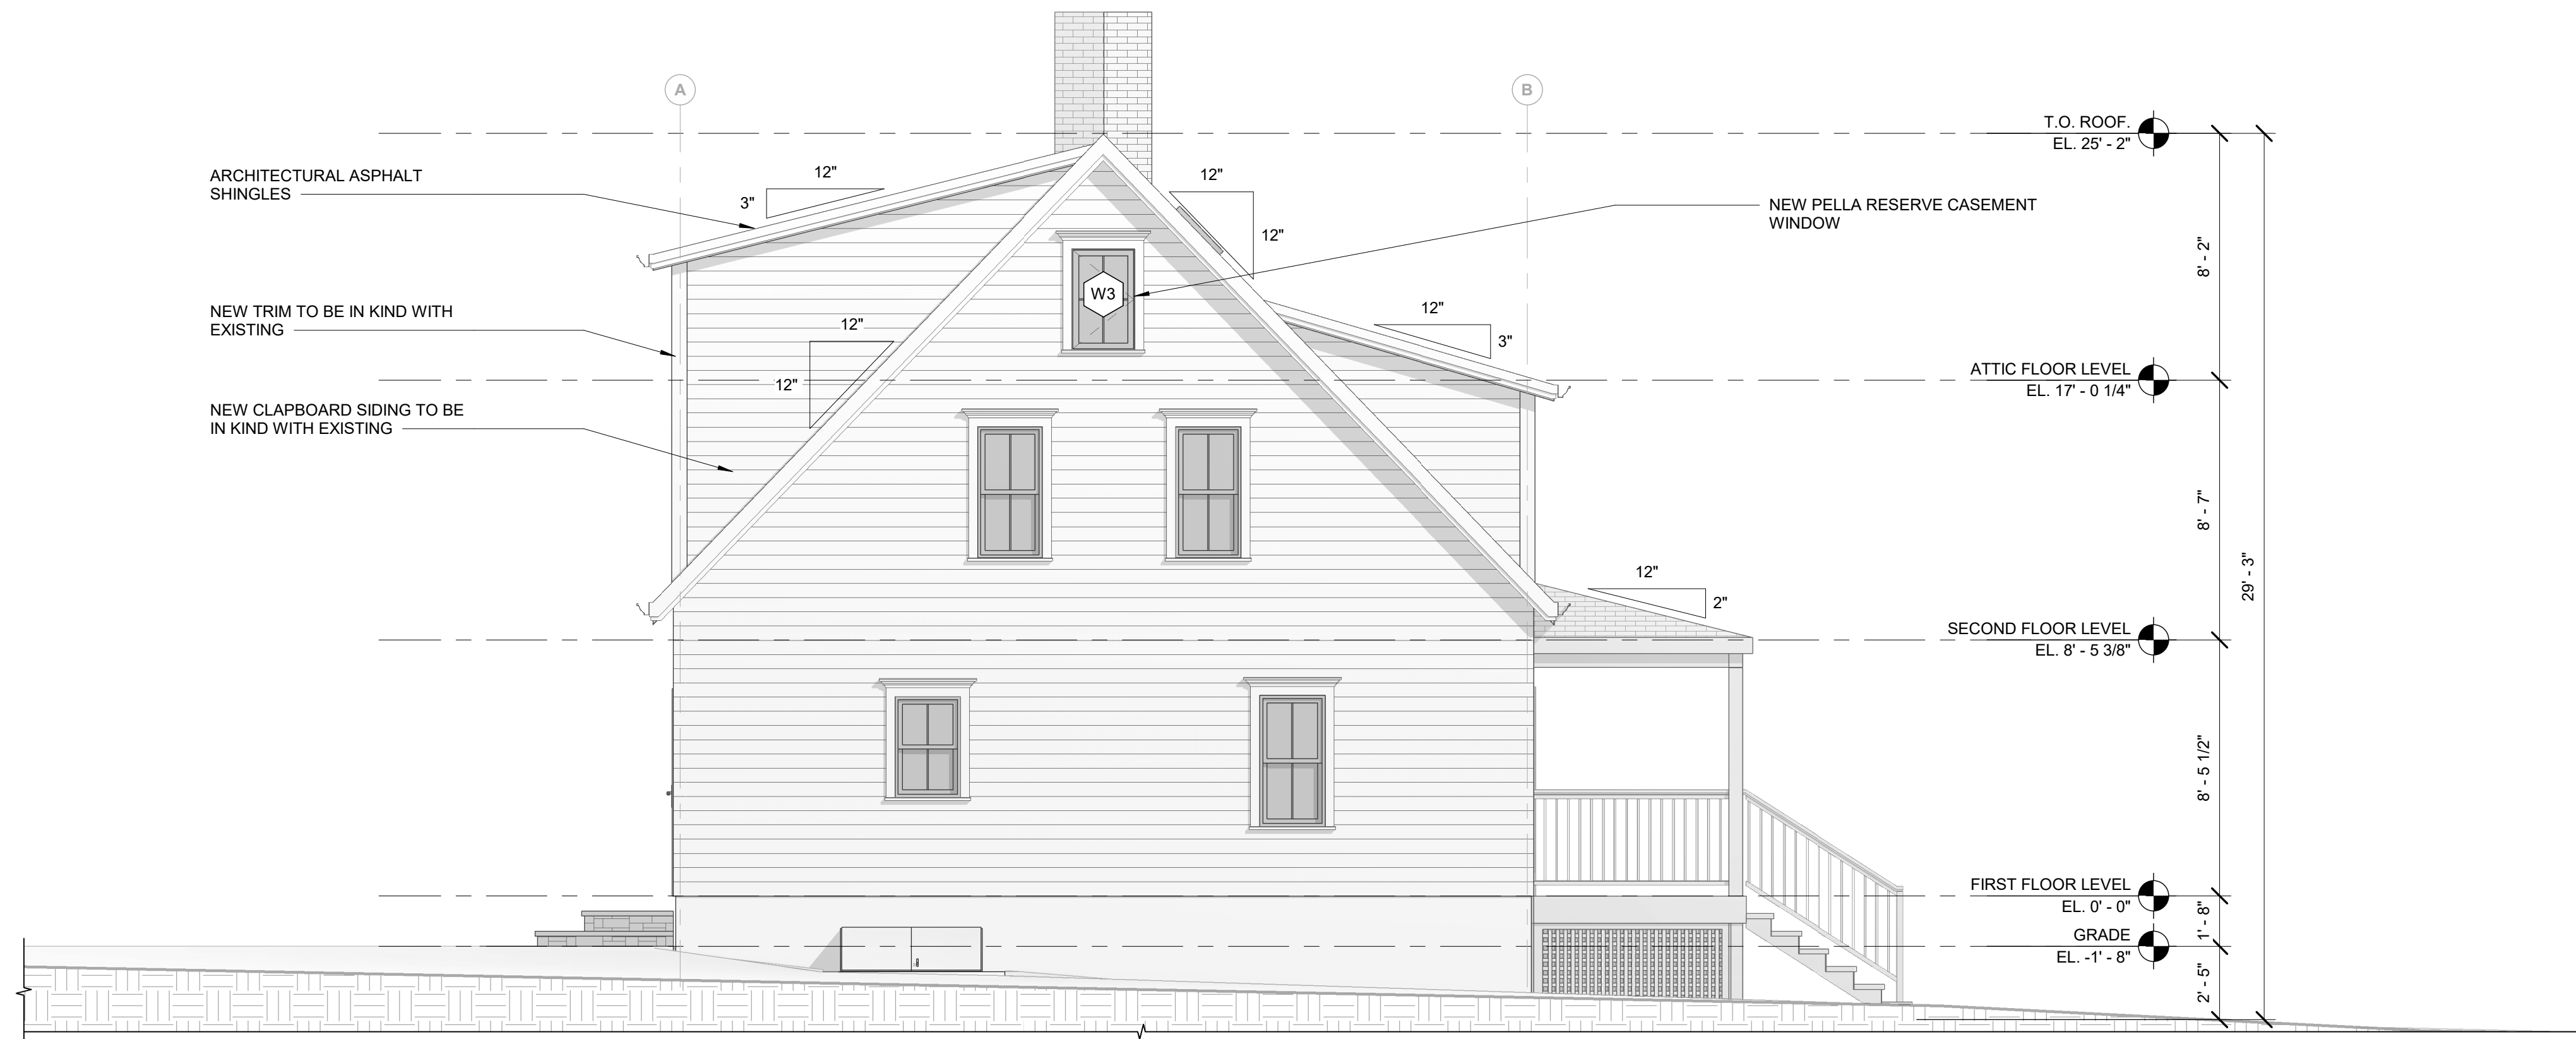 A
B
T.O. ROOF.
EL. 25' - 2"
ARCHITECTURAL ASPHALT
SHINGLES
12"
3"
12"
12"
NEW PELLA RESERVE CASEMENT
WINDOW
8' - 2"
W3
NEW TRIM TO BE IN KIND WITH
EXISTING
12"
12"
12"
3"
ATTIC FLOOR LEVEL
EL. 17' - 0 1/4"
NEW CLAPBOARD SIDING TO BE
IN KIND WITH EXISTING
8' - 7"
29' - 3"
12"
2"
SECOND FLOOR LEVEL
EL. 8' - 5 3/8"
8' - 5 1/2"
FIRST FLOOR LEVEL
EL. 0' - 0"
1' - 8"
GRADE
EL. -1' - 8"
2' - 5"